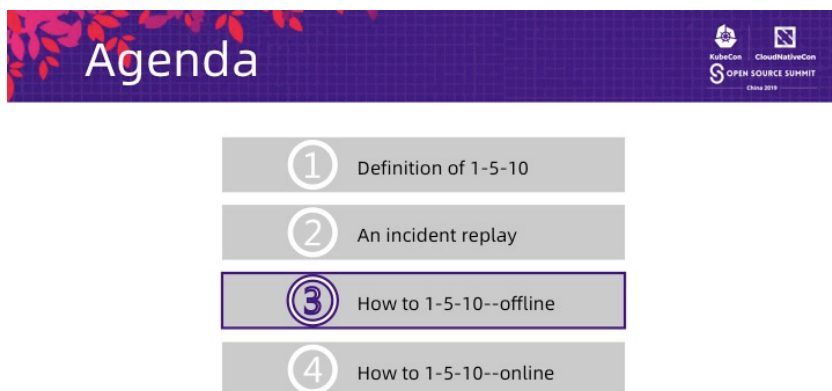 Agenda
KubeCon CloudNativeCon
OPEN SOURCE SUMMIT
China 2019
1 Definition of 1-5-10
2 An incident replay
3 How to 1-5-10--offline
4 How to 1-5-10--online